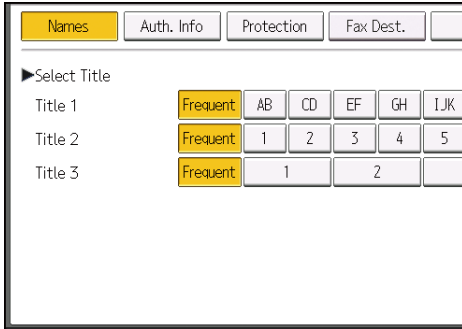 Names Auth. Info Protection Fax Dest.
▶Select Title
Title 1 Frequent AB CD EF GH IJK
Title 2 Frequent 1 2 3 4 5
Title 3 Frequent 1 2